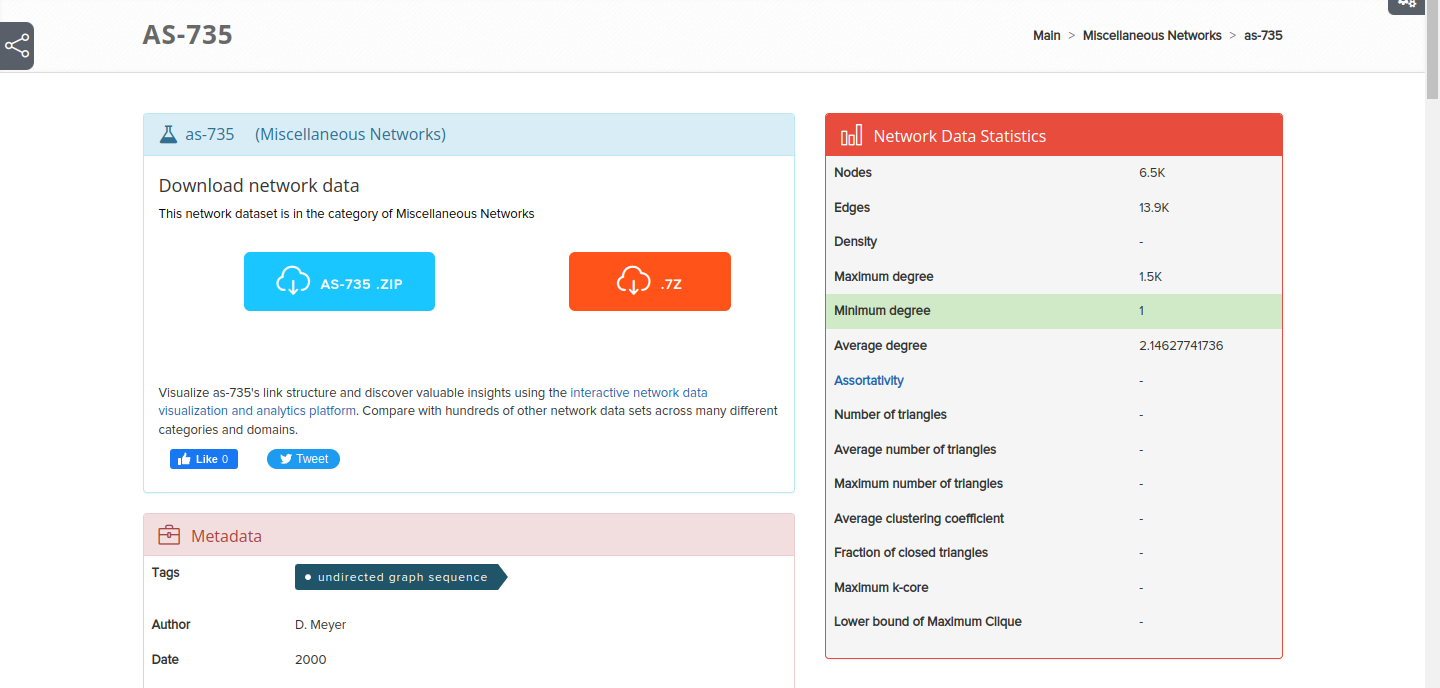 AS-735
Main > Miscellaneous Networks > as-735
as-735 (Miscellaneous Networks)
Download network data
This network dataset is in the category of Miscellaneous Networks
AS-735 .ZIP
.7Z
Visualize as-735's link structure and discover valuable insights using the interactive network data
visualization and analytics platform. Compare with hundreds of other network data sets across many different
categories and domains.
Like 0
Tweet
Metadata
Tags undirected graph sequence
Author D. Meyer
Date 2000
Network Data Statistics
Nodes 6.5K
Edges 13.9K
Density -
Maximum degree 1.5K
Minimum degree 1
Average degree 2.14627741736
Assortativity -
Number of triangles -
Average number of triangles -
Maximum number of triangles -
Average clustering coefficient -
Fraction of closed triangles -
Maximum k-core -
Lower bound of Maximum Clique -